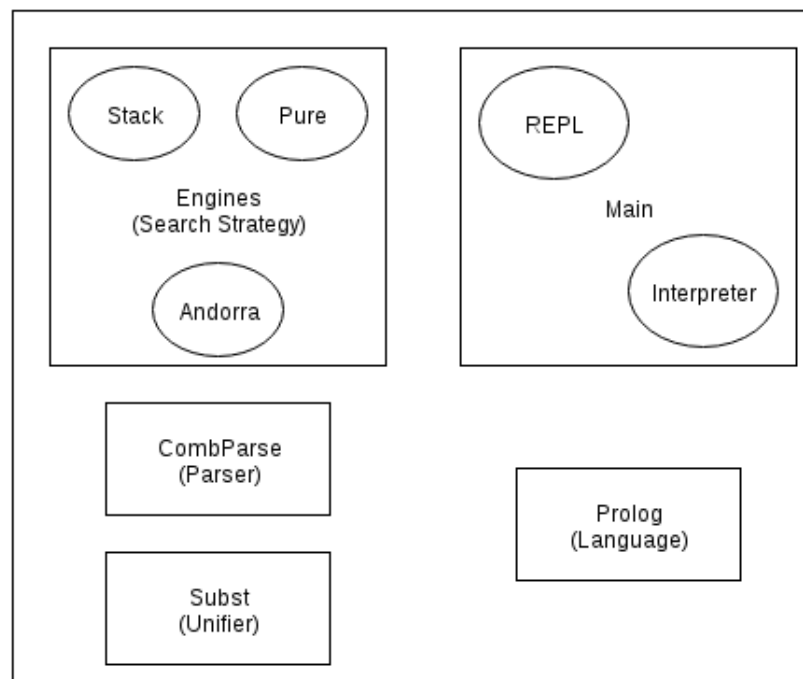 Stack
Pure
Engines
(Search Strategy)
Andorra
REPL
Main
Interpreter
CombParse
(Parser)
Subst
(Unifier)
Prolog
(Language)